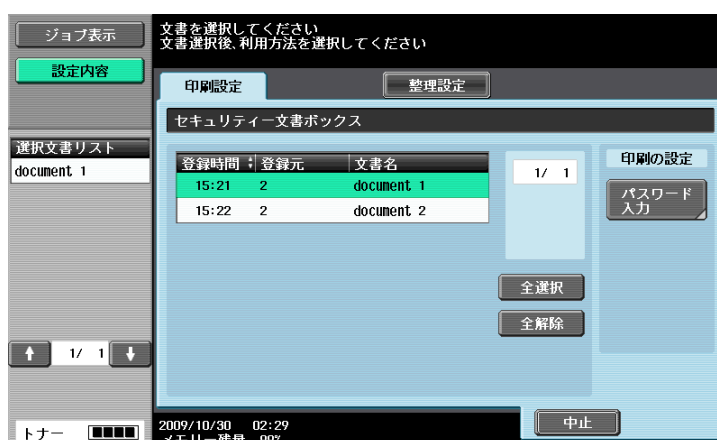 ジョブ表示
設定内容
文書を選択してください
文書選択後、利用方法を選択してください
印刷設定
整理設定
セキュリティー文書ボックス
選択文書リスト
document 1
登録時間 登録元 文書名
15:21 2 document 1
15:22 2 document 2
1/ 1
印刷の設定
パスワード
入力
全選択
全解除
1/ 1
トナー
2009/10/30 02:29
メモリー残量
中止